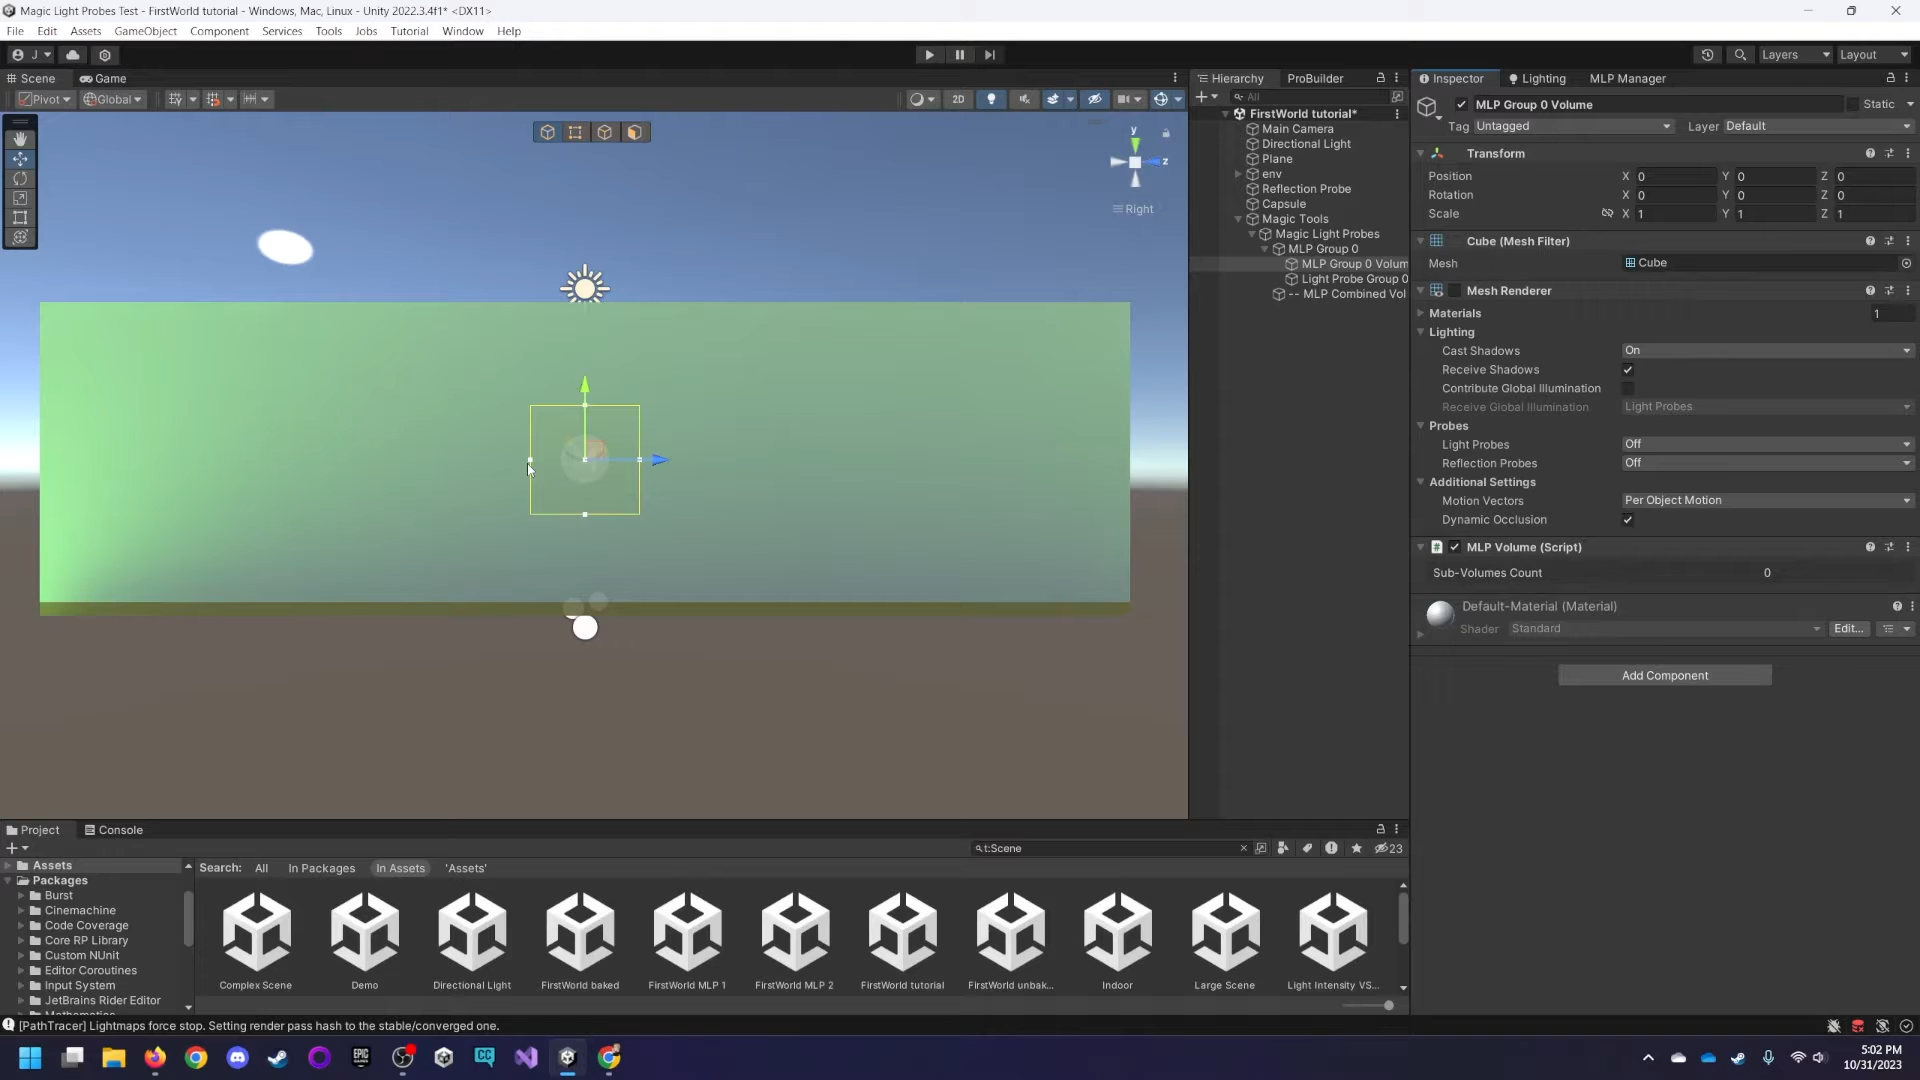 Magic Light Probes Test - FirstWorld tutorial - Windows, Mac, Linux - Unity 2022.3.4f1* <DX11>
File Edit Assets GameObject Component Services Tools Jobs Tutorial Window Help
J Layers Layout
Scene Game
Hierarchy ProBuilder
Inspector Lighting MLP Manager
Pivot Global
2D
All
FirstWorld tutorial*
Main Camera
Directional Light
Plane
env
Reflection Probe
Capsule
Magic Tools
Magic Light Probes
MLP Group 0
MLP Group 0 Volum
Light Probe Group 0
-- MLP Combined Vol
y
z
Right
MLP Group 0 Volume Static
Tag Untagged Layer Default
Transform
Position X 0 Y 0 Z 0
Rotation X 0 Y 0 Z 0
Scale X 1 Y 1 Z 1
Cube (Mesh Filter)
Mesh Cube
Mesh Renderer
Materials 1
Lighting
Cast Shadows On
Receive Shadows
Contribute Global Illumination
Receive Global Illumination Light Probes
Probes
Light Probes Off
Reflection Probes Off
Additional Settings
Motion Vectors Per Object Motion
Dynamic Occlusion
# MLP Volume (Script)
Sub-Volumes Count 0
Default-Material (Material)
Shader Standard Edit...
Add Component
Project Console
t:Scene 23
Assets
Packages
Burst
Cinemachine
Code Coverage
Core RP Library
Custom NUnit
Editor Coroutines
Input System
JetBrains Rider Editor
Mathematics
Search: All In Packages In Assets 'Assets'
Complex Scene Demo Directional Light FirstWorld baked FirstWorld MLP 1 FirstWorld MLP 2 FirstWorld tutorial FirstWorld unbak... Indoor Large Scene Light Intensity VS...
[PathTracer] Lightmaps force stop. Setting render pass hash to the stable/converged one.
EPIC
CC
5:02 PM
10/31/2023